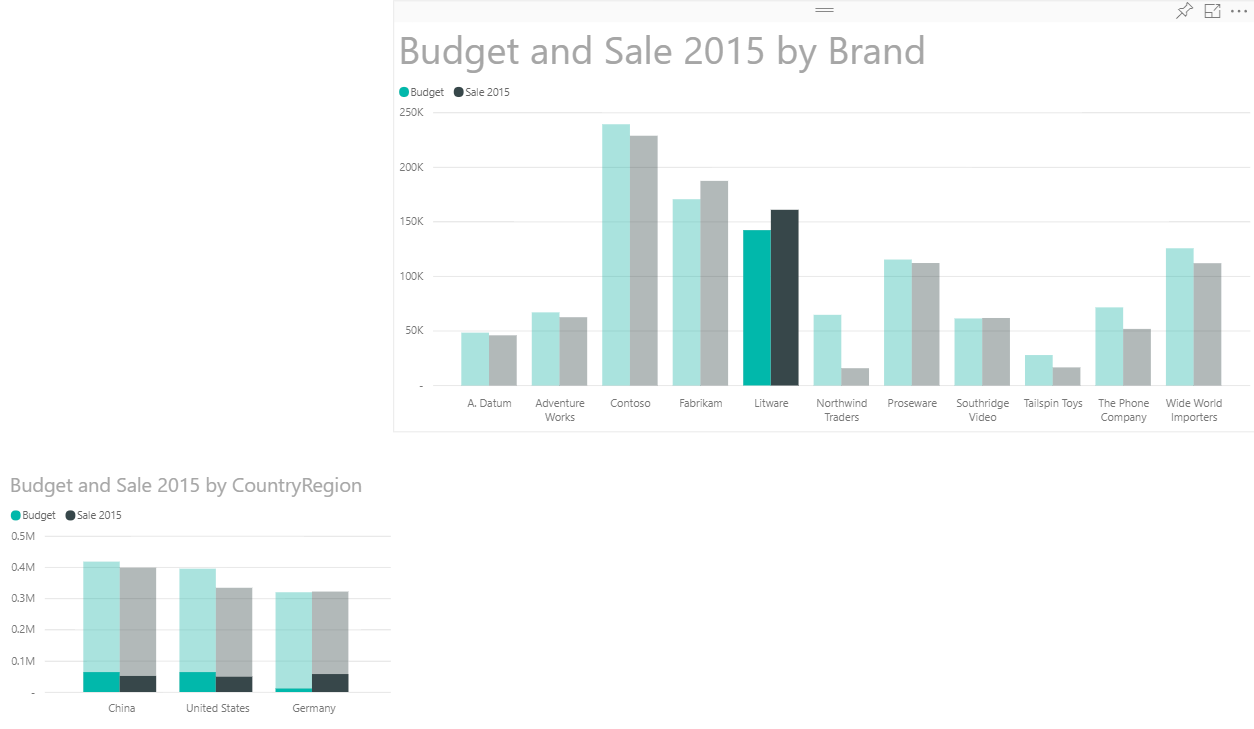 Budget and Sale 2015 by Brand
Budget Sale 2015
250K
200K
150K
100K
50K
-
A. Datum Adventure Contoso Fabrikam Litware Northwind Proseware Southridge Tailspin Toys The Phone Wide World
Works Traders Video Company Importers
Budget and Sale 2015 by CountryRegion
Budget Sale 2015
0.5M
0.4M
0.3M
0.2M
0.1M
-
China United States Germany